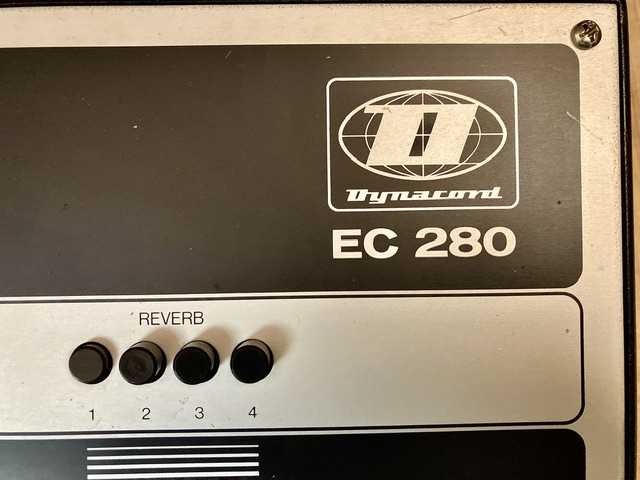 D
Dynacord
EC 280
REVERB
1 2 3 4